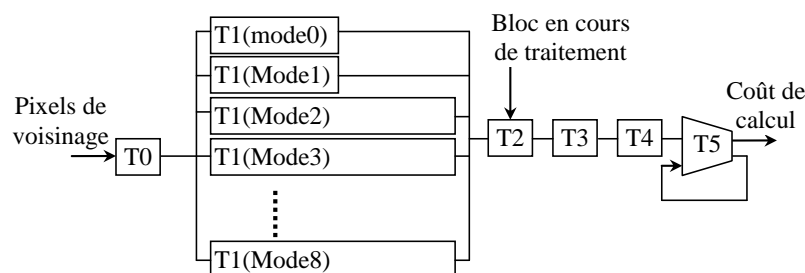 Bloc en cours
de traitement
T1(mode0)
T1(Mode1)
T1(Mode2)
T1(Mode3)
T1(Mode8)
Pixels de
voisinage
T0
T2
T3
T4
T5
Coût de
calcul